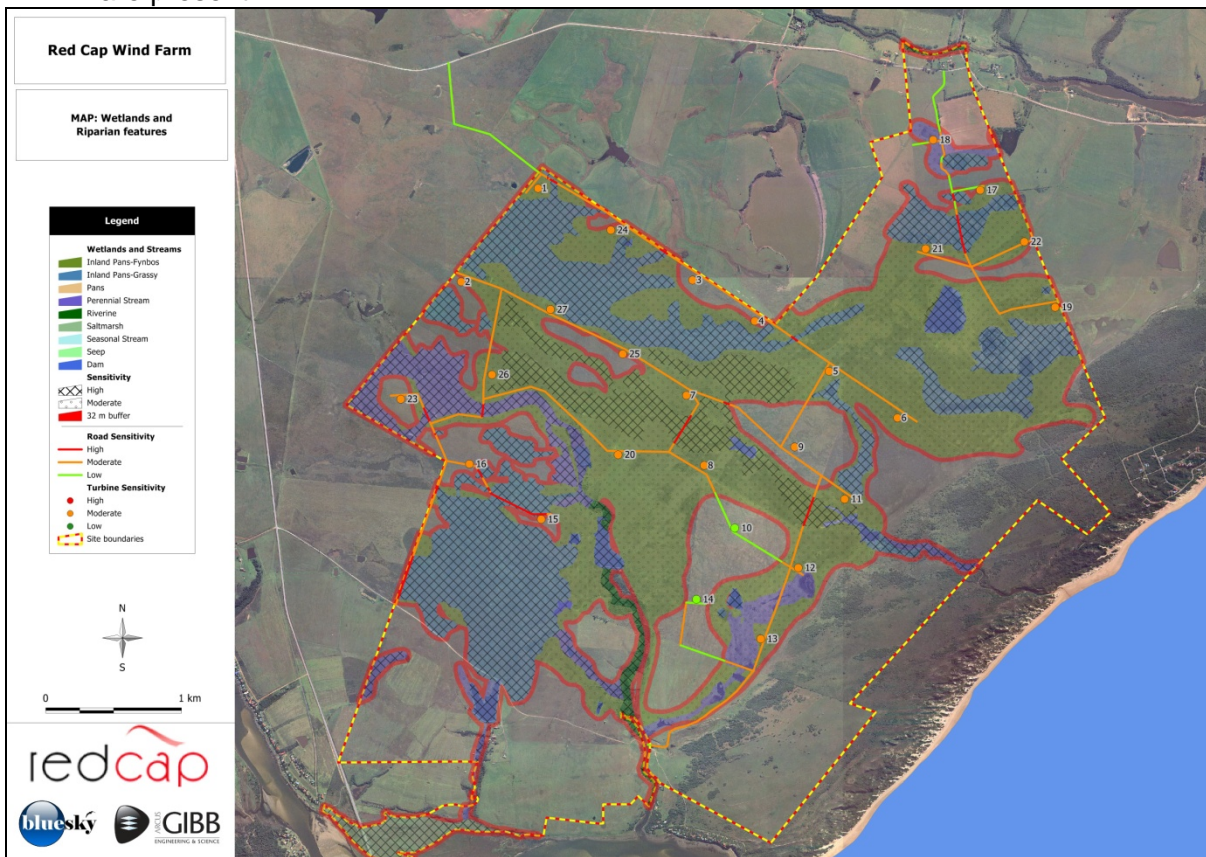 Red Cap Wind Farm
MAP: Wetlands and
Riparian features
Legend
Wetlands and Streams
Inland Pans-Fynbos
Inland Pans-Grassy
Pans
Perennial Stream
Riverine
Saltmarsh
Seasonal Stream
Seep
Dam
Sensitivity
High
Moderate
32 m buffer
Road Sensitivity
High
Moderate
Low
Turbine Sensitivity
High
Moderate
Low
Site boundaries
N
S
0 1 km
redcap
bluesky
ARCUS GIBB
ENGINEERING & SCIENCE
18
1
17
24
22
21
2
3
19
27
4
25
5
26
7
23
6
9
20
16
8
11
15
10
12
14
13